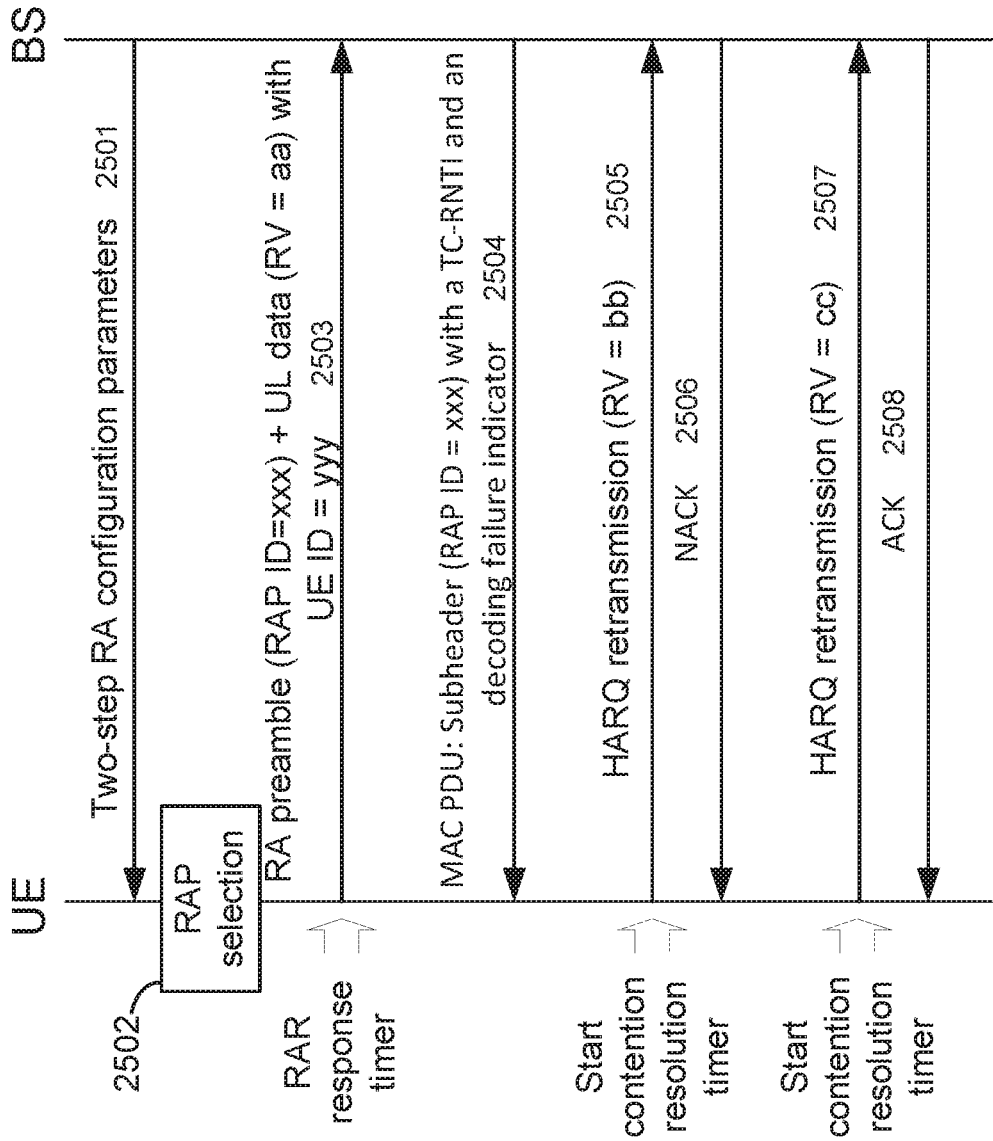 UE
BS
Two-step RA configuration parameters 2501
2502
RAP
selection
RA preamble (RAP ID=xxx) + UL data (RV = aa) with
UE ID = yyy 2503
RAR
response
timer
MAC PDU: Subheader (RAP ID = xxx) with a TC-RNTI and an
decoding failure indicator 2504
HARQ retransmission (RV = bb) 2505
Start
contention
resolution
timer
NACK 2506
HARQ retransmission (RV = cc) 2507
Start
contention
resolution
timer
ACK 2508